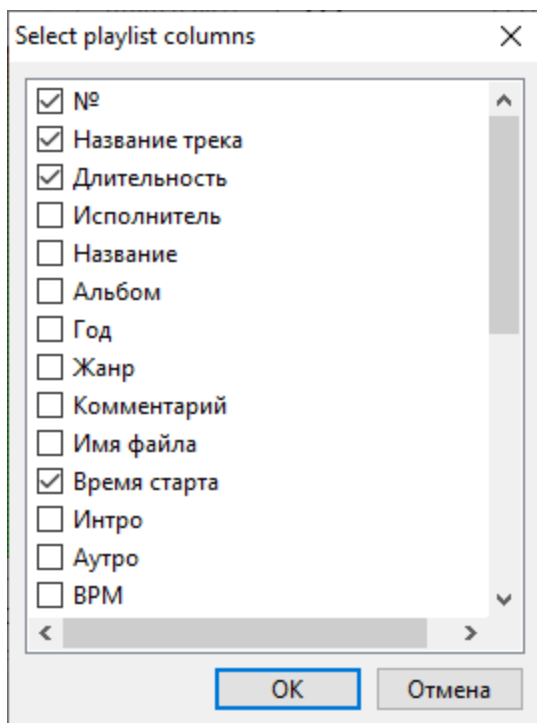 Select playlist columns
№
Название трека
Длительность
Исполнитель
Название
Альбом
Год
Жанр
Комментарий
Имя файла
Время старта
Интро
Аутро
BPM
OK
Отмена